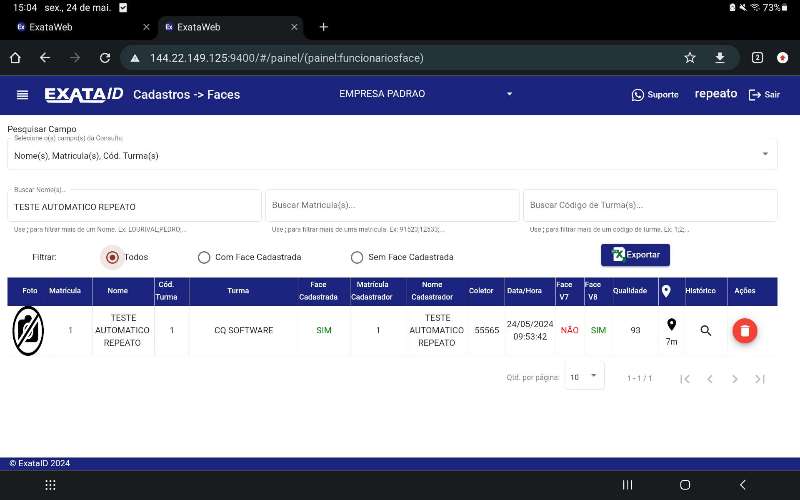 15:04 sex., 24 de mai. 73%
ExataWeb ExataWeb
144.22.149.125:9400/#/painel/(painel:funcionariosface) 2
EXATAID Cadastros -> Faces EMPRESA PADRAO Suporte repeato Sair
Pesquisar Campo
Selecione o(s) campo(s) da Consulta
Nome(s), Matricula(s), Cód. Turma(s)
Buscar Nome(s)...
TESTE AUTOMATICO REPEATO Buscar Matricula(s)... Buscar Código de Turma(s)...
Use ; para filtrar mais de um Nome. Ex: LOURIVAL;PEDRO;... Use ; para filtrar mais de uma matricula. Ex: 91523;12533;... Use ; para filtrar mais de um código de turma. Ex: 1;2;...
Filtrar: Todos Com Face Cadastrada Sem Face Cadastrada Exportar
Foto Matrícula Nome Cód. Turma Turma Face Cadastrada Matrícula Cadastrador Nome Cadastrador Coletor Data/Hora Face V7 Face V8 Qualidade Histórico Ações
1 TESTE AUTOMATICO REPEATO 1 CQ SOFTWARE SIM 1 TESTE AUTOMATICO REPEATO 55565 24/05/2024 09:53:42 NÃO SIM 93 7m
Qtd. por página: 10 1 - 1 / 1
© ExataID 2024